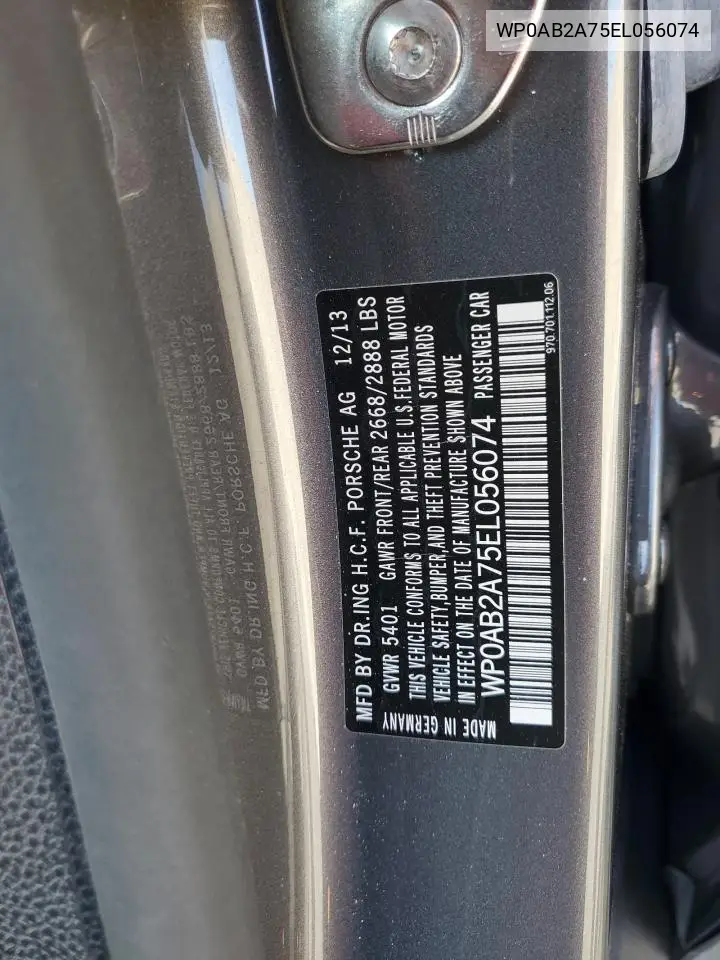 WP0AB2A75EL056074
MFD BY DR.ING H.C.F. PORSCHE AG 12/13
GVWR 5401 GAWR FRONT/REAR 2668/2888 LBS
THIS VEHICLE CONFORMS TO ALL APPLICABLE U.S.FEDERAL MOTOR
VEHICLE SAFETY,BUMPER,AND THEFT PREVENTION STANDARDS
IN EFFECT ON THE DATE OF MANUFACTURE SHOWN ABOVE
WP0AB2A75EL056074 PASSENGER CAR
MADE IN GERMANY
970.701.112.06